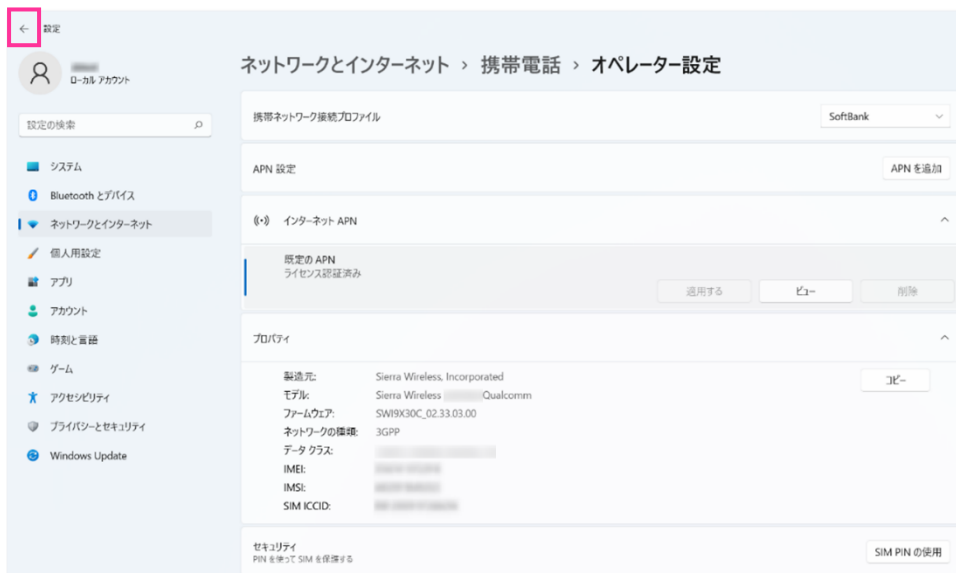 ← 設定
ローカル アカウント
設定の検索
システム
Bluetooth とデバイス
ネットワークとインターネット
個人用設定
アプリ
アカウント
時刻と言語
ゲーム
アクセシビリティ
プライバシーとセキュリティ
Windows Update
ネットワークとインターネット › 携帯電話 › オペレーター設定
携帯ネットワーク接続プロファイル SoftBank
APN 設定 APN を追加
インターネット APN
既定の APN
ライセンス認証済み
適用する ビュー 削除
プロパティ
製造元: Sierra Wireless, Incorporated コピー
モデル: Sierra Wireless Qualcomm
ファームウェア: SWI9X30C_02.33.03.00
ネットワークの種類: 3GPP
データ クラス:
IMEI:
IMSI:
SIM ICCID:
セキュリティ
PIN を使って SIM を保護する SIM PIN の使用